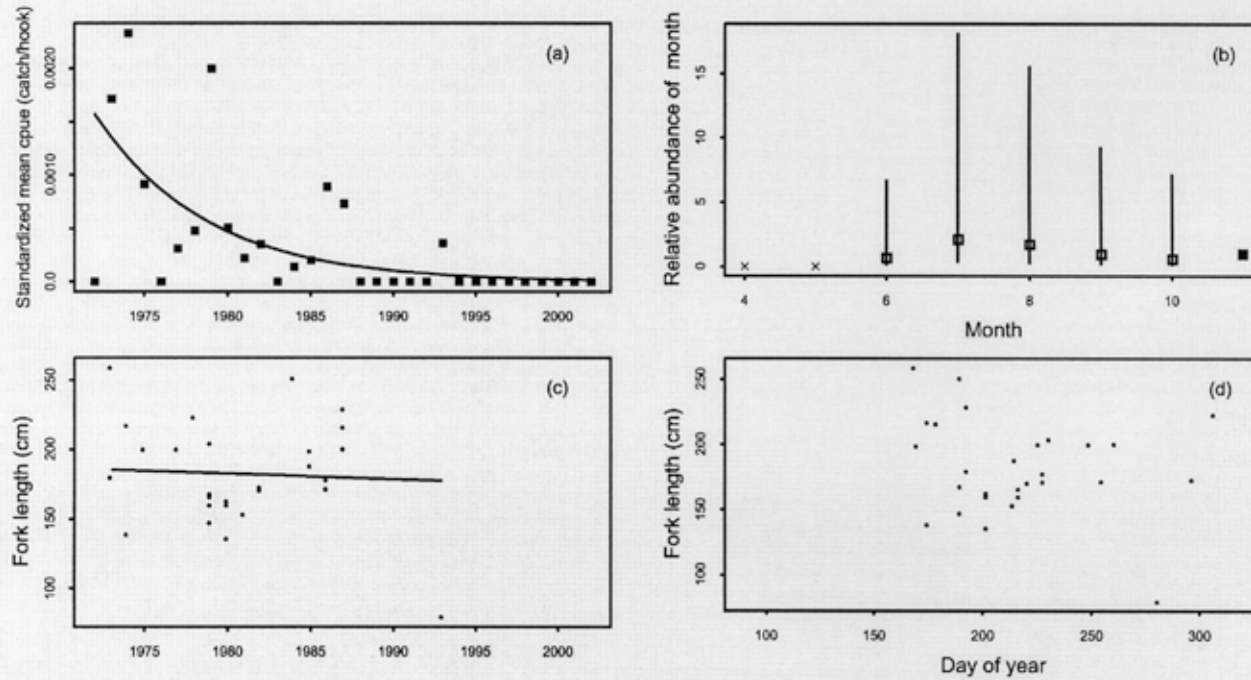 (a)
Standardized mean cpue (catch/hook)
0.0020
0.0010
0.0
1975 1980 1985 1990 1995 2000
(b)
Relative abundance of month
15
10
5
0
4 6 8 10
Month
(c)
Fork length (cm)
250
200
150
100
1975 1980 1985 1990 1995 2000
(d)
Fork length (cm)
250
200
150
100
100 150 200 250 300
Day of year